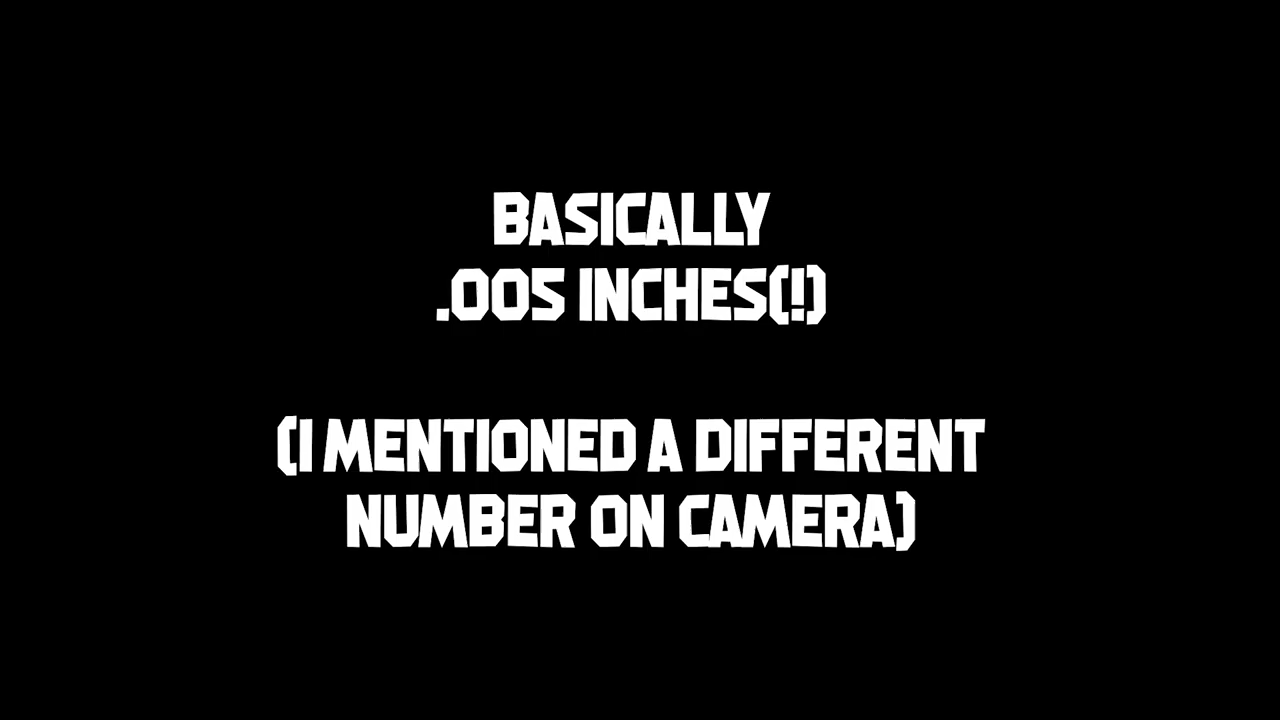 BASICALLY
.005 INCHES(!)
(I MENTIONED A DIFFERENT
NUMBER ON CAMERA)